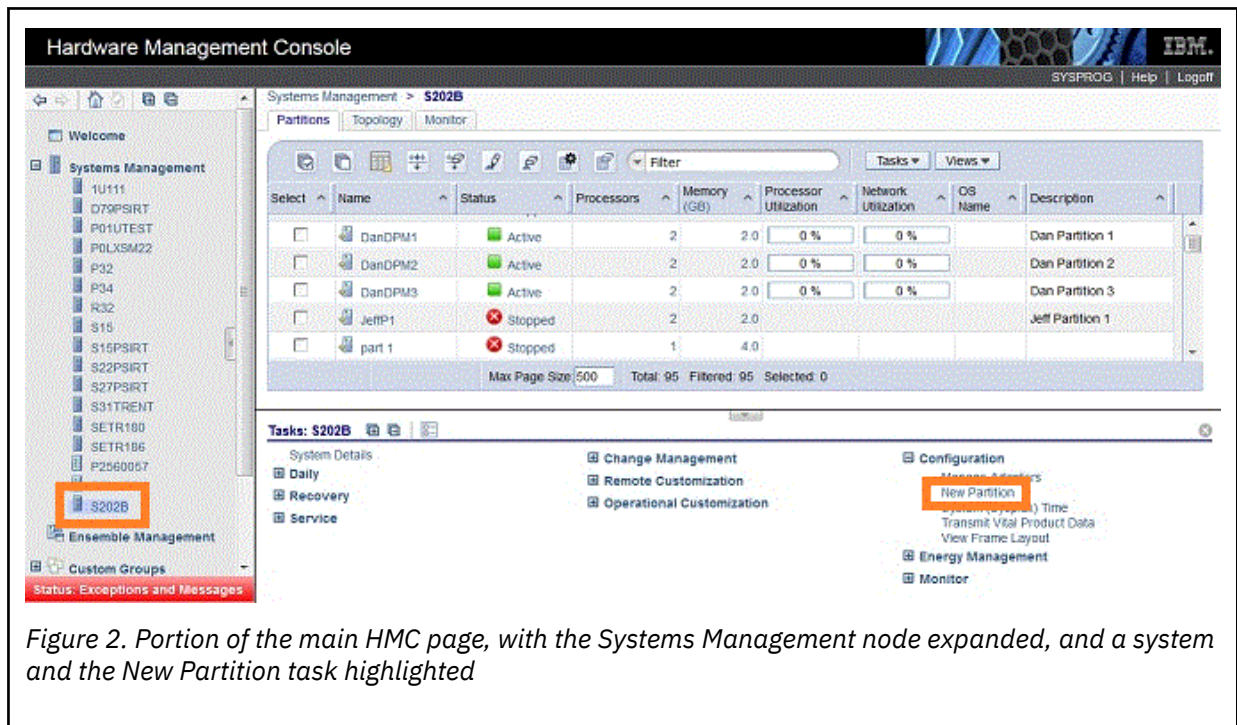 Hardware Management Console
IBM.
SYSPROG | Help | Logoff
Welcome
Systems Management
1U111
D79PSIRT
P01UTEST
P0LXSM22
P32
P34
R32
S15
S15PSIRT
S22PSIRT
S27PSIRT
S31TRENT
SETR180
SETR186
P2560057
S202B
Ensemble Management
Custom Groups
Status: Exceptions and Messages
Systems Management > S202B
Partitions Topology Monitor
Filter Tasks Views
Select Name Status Processors Memory (GB) Processor Utilization Network Utilization OS Name Description
DanDPM1 Active 2 2.0 0 % 0 % Dan Partition 1
DanDPM2 Active 2 2.0 0 % 0 % Dan Partition 2
DanDPM3 Active 2 2.0 0 % 0 % Dan Partition 3
JeffP1 Stopped 2 2.0 Jeff Partition 1
part 1 Stopped 1 4.0
Max Page Size: 500 Total: 95 Filtered: 95 Selected: 0
Tasks: S202B
System Details
Daily
Recovery
Service
Change Management
Remote Customization
Operational Customization
Configuration
Manage Adapters
New Partition
System (Sysplex) Time
Transmit Vital Product Data
View Frame Layout
Energy Management
Monitor
Figure 2. Portion of the main HMC page, with the Systems Management node expanded, and a system
and the New Partition task highlighted